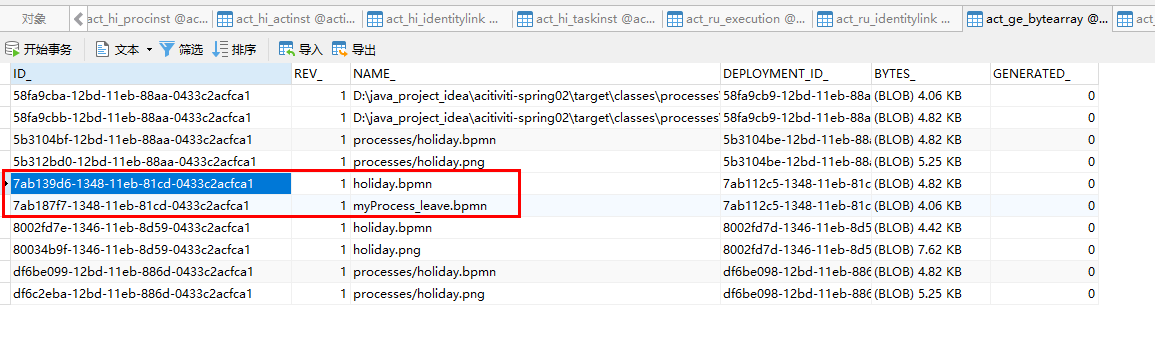 对象 act_hi_procinst @ac... act_hi_actinst @acti... act_hi_identitylink ... act_hi_taskinst @ac... act_ru_execution @... act_ru_identitylink ... act_ge_bytearray @... act_
开始事务 文本 筛选 排序 导入 导出
ID_ REV_ NAME_ DEPLOYMENT_ID_ BYTES_ GENERATED_
58fa9cba-12bd-11eb-88aa-0433c2acfca1 1 D:\java_project_idea\acitiviti-spring02\target\classes\processes\ 58fa9cb9-12bd-11eb-88a (BLOB) 4.06 KB 0
58fa9cbb-12bd-11eb-88aa-0433c2acfca1 1 D:\java_project_idea\acitiviti-spring02\target\classes\processes\ 58fa9cb9-12bd-11eb-88a (BLOB) 4.82 KB 0
5b3104bf-12bd-11eb-88aa-0433c2acfca1 1 processes/holiday.bpmn 5b3104be-12bd-11eb-88a (BLOB) 4.82 KB 0
5b312bd0-12bd-11eb-88aa-0433c2acfca1 1 processes/holiday.png 5b3104be-12bd-11eb-88a (BLOB) 5.25 KB 0
7ab139d6-1348-11eb-81cd-0433c2acfca1 1 holiday.bpmn 7ab112c5-1348-11eb-81c (BLOB) 4.82 KB 0
7ab187f7-1348-11eb-81cd-0433c2acfca1 1 myProcess_leave.bpmn 7ab112c5-1348-11eb-81c (BLOB) 4.06 KB 0
8002fd7e-1346-11eb-8d59-0433c2acfca1 1 holiday.bpmn 8002fd7d-1346-11eb-8d5 (BLOB) 4.42 KB 0
80034b9f-1346-11eb-8d59-0433c2acfca1 1 holiday.png 8002fd7d-1346-11eb-8d5 (BLOB) 7.62 KB 0
df6be099-12bd-11eb-886d-0433c2acfca1 1 processes/holiday.bpmn df6be098-12bd-11eb-886 (BLOB) 4.82 KB 0
df6c2eba-12bd-11eb-886d-0433c2acfca1 1 processes/holiday.png df6be098-12bd-11eb-886 (BLOB) 5.25 KB 0